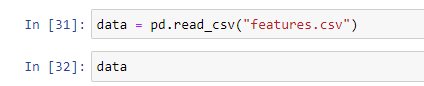 In [31]: data = pd.read_csv("features.csv")
In [32]: data